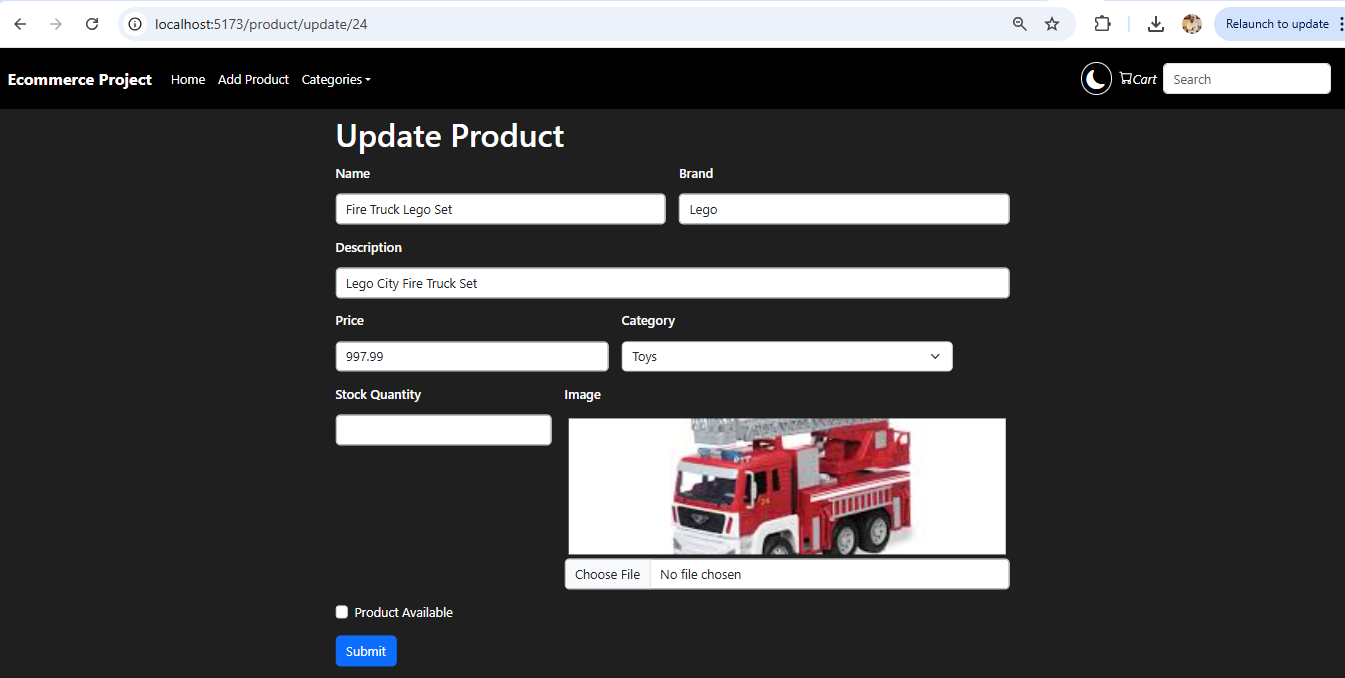 localhost:5173/product/update/24
Relaunch to update
Ecommerce Project Home Add Product Categories Cart Search
Update Product
Name Brand
Fire Truck Lego Set Lego
Description
Lego City Fire Truck Set
Price Category
997.99 Toys
Stock Quantity Image
Choose File No file chosen
Product Available
Submit